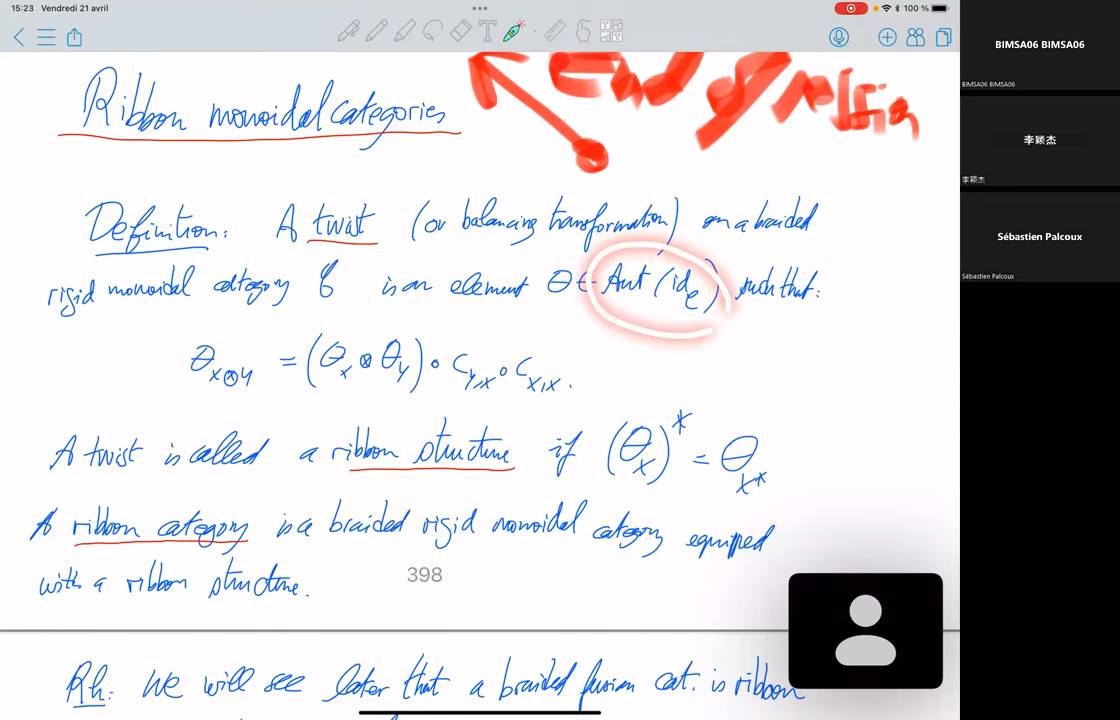 15:23 Vendredi 21 avril
100 %
Ribbon monoidal categories
Definition: A twist (or balancing transformation) on a braided
rigid monoidal category C is an element θ ∈ Aut(id_C) such that:
θ_{X⊗Y} = (θ_X ⊗ θ_Y) ∘ c_{Y,X} ∘ c_{X,X}.
A twist is called a ribbon structure if (θ_X)^* = θ_{X^*}
A ribbon category is a braided rigid monoidal category equipped
with a ribbon structure.
398
Rk: We will see later that a braided fusion cat. is ribbon
BIMSA06 BIMSA06
BIMSA06 BIMSA06
李颖杰
李颖杰
Sébastien Palcoux
Sébastien Palcoux